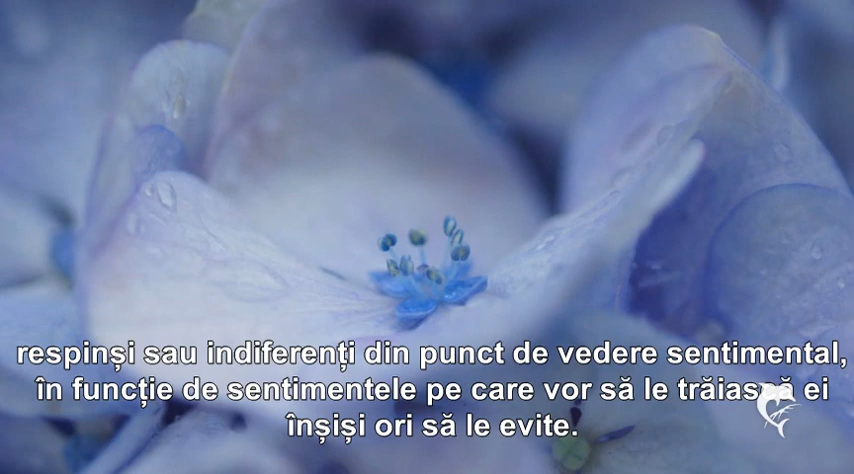 respinși sau indiferenți din punct de vedere sentimental,
în funcție de sentimentele pe care vor să le trăiască ei
înșiși ori să le evite.